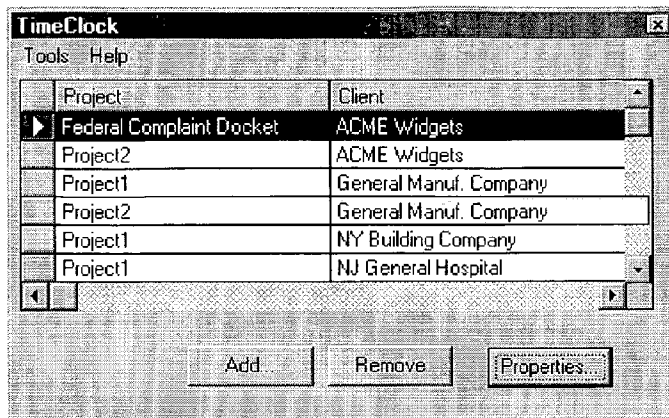 TimeClock
Tools Help
Project Client
Federal Complaint Docket ACME Widgets
Project2 ACME Widgets
Project1 General Manuf. Company
Project2 General Manuf. Company
Project1 NY Building Company
Project1 NJ General Hospital
Add... Remove Properties...